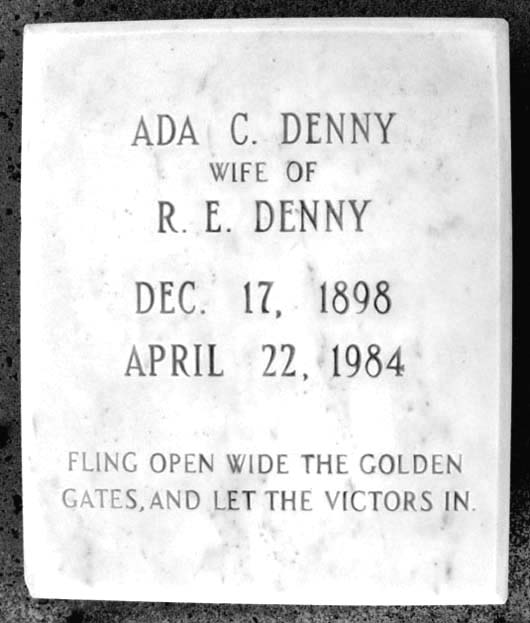 ADA C. DENNY
WIFE OF
R. E. DENNY
DEC. 17, 1898
APRIL 22, 1984
FLING OPEN WIDE THE GOLDEN
GATES, AND LET THE VICTORS IN.